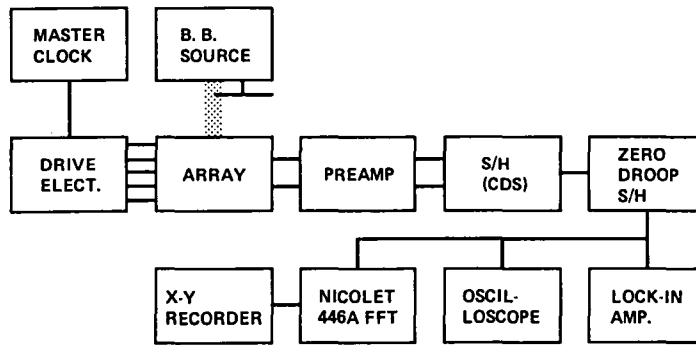 MASTER
CLOCK
B. B.
SOURCE
DRIVE
ELECT.
ARRAY
PREAMP
S/H
(CDS)
ZERO
DROOP
S/H
X-Y
RECORDER
NICOLET
446A FFT
OSCIL-
LOSCOPE
LOCK-IN
AMP.